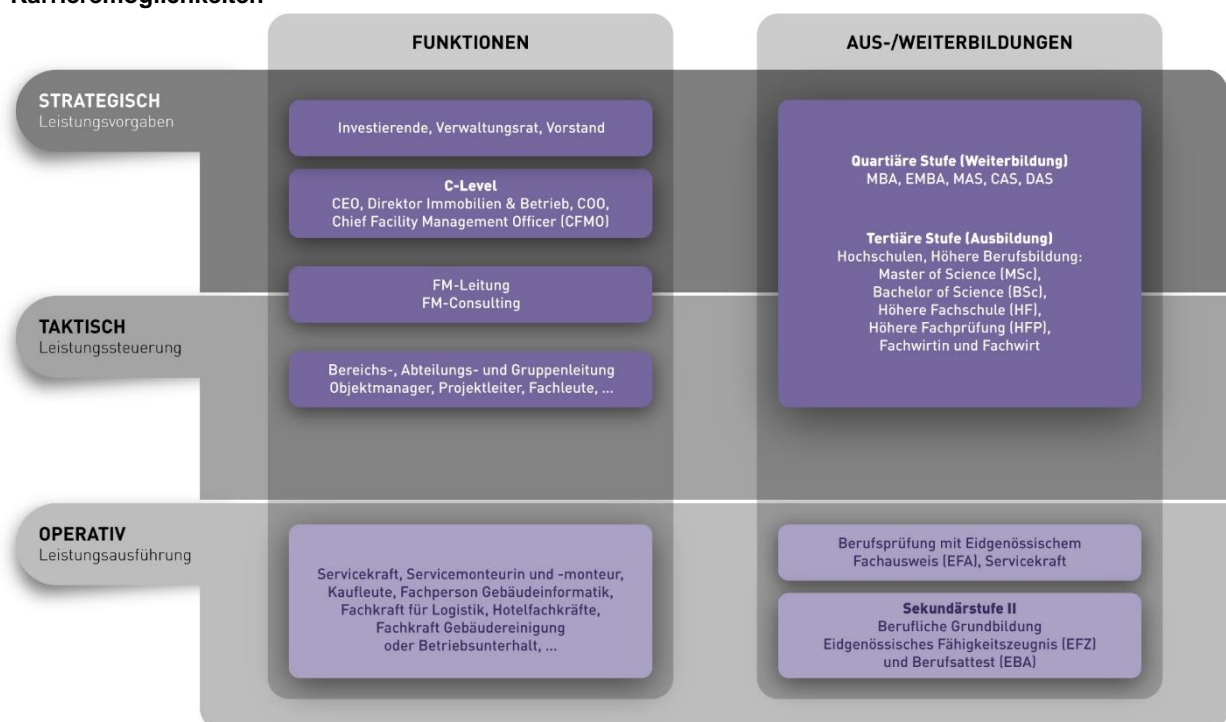 Karrieremöglichkeiten
FUNKTIONEN
AUS-/WEITERBILDUNGEN
STRATEGISCH
Leistungsvorgaben
Investierende, Verwaltungsrat, Vorstand
C-Level
CEO, Direktor Immobilien & Betrieb, COO,
Chief Facility Management Officer (CFMO)
FM-Leitung
FM-Consulting
Quartiäre Stufe (Weiterbildung)
MBA, EMBA, MAS, CAS, DAS
Tertiäre Stufe (Ausbildung)
Hochschulen, Höhere Berufsbildung:
Master of Science (MSc),
Bachelor of Science (BSc),
Höhere Fachschule (HF),
Höhere Fachprüfung (HFP),
Fachwirtin und Fachwirt
TAKTISCH
Leistungssteuerung
Bereichs-, Abteilungs- und Gruppenleitung
Objektmanager, Projektleiter, Fachleute, ...
OPERATIV
Leistungsausführung
Servicekraft, Servicemonteurin und -monteur,
Kaufleute, Fachperson Gebäudeinformatik,
Fachkraft für Logistik, Hotelfachkräfte,
Fachkraft Gebäudereinigung
oder Betriebsunterhalt, ...
Berufsprüfung mit Eidgenössischem
Fachausweis (EFA), Servicekraft
Sekundärstufe II
Berufliche Grundbildung
Eidgenössisches Fähigkeitszeugnis (EFZ)
und Berufsattest (EBA)